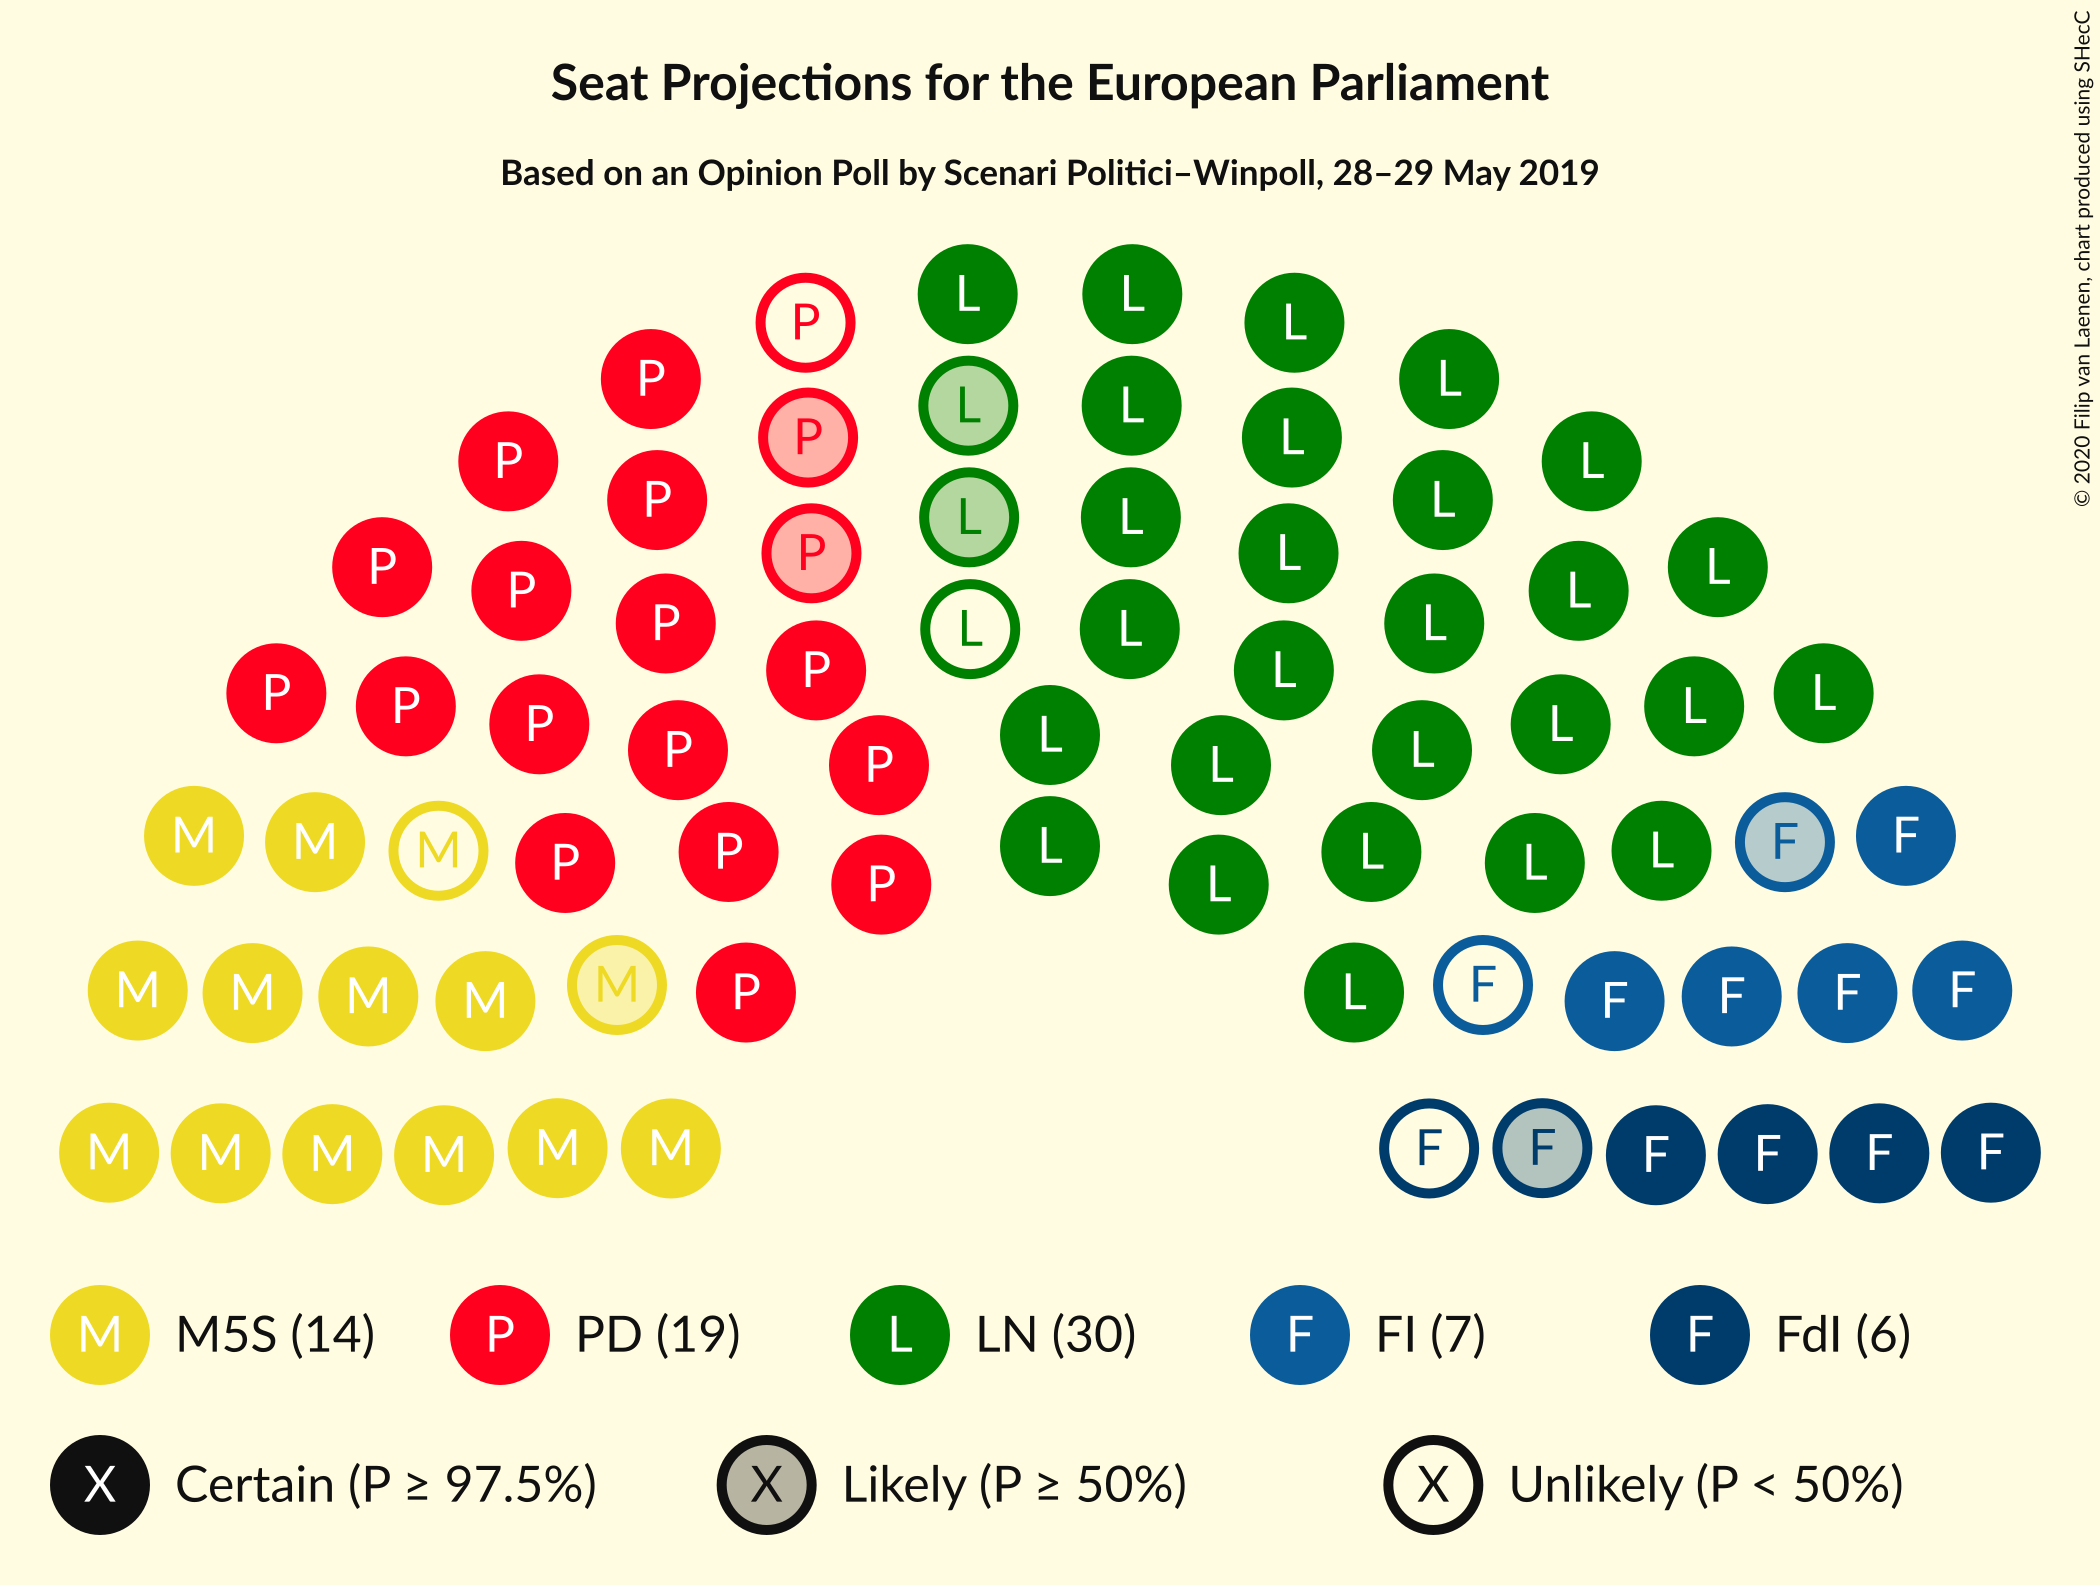 Seat Projections for the European Parliament
Based on an Opinion Poll by Scenari Politici–Winpoll, 28–29 May 2019
© 2020 Filip van Laenen, chart produced using SHecC
L L
P L L
P L L P L L
P L P L L
L L
P P L L
P L
P L P P L L
P P L L
P L
P P L L
P P P P L L L L
L
P L
M M M P P L L L L F F
P L
M M M M M P L F F F F F
M M M M M M F F F F F F
M M5S (14) P PD (19) L LN (30) F FI (7) F FdI (6)
X Certain (P ≥ 97.5%) X Likely (P ≥ 50%) X Unlikely (P < 50%)